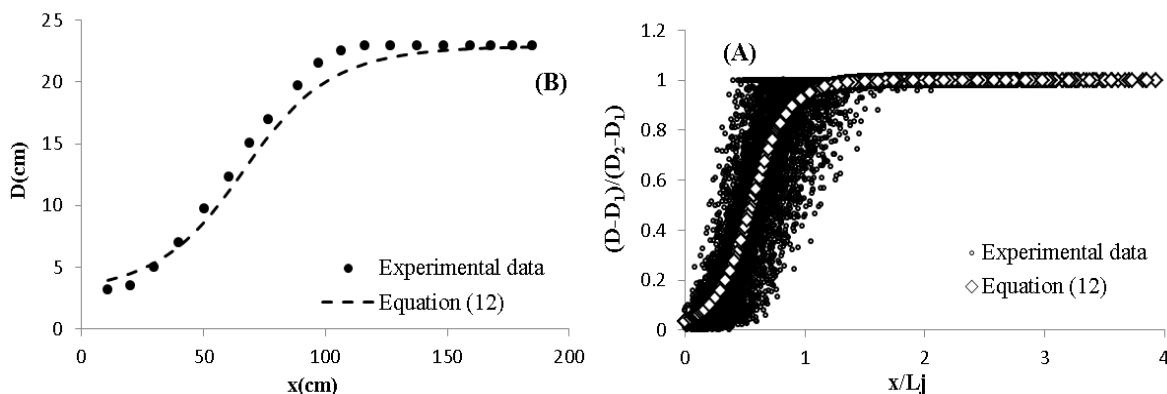 25
20
15
10
5
0
0
50
100
150
200
D(cm)
x(cm)
(B)
Experimental data
Equation (12)
1
0.8
0.6
0.4
0.2
0
0
1
2
3
4
(D–D1)/(D2–D1)
x/Lj
(A)
Experimental data
Equation (12)